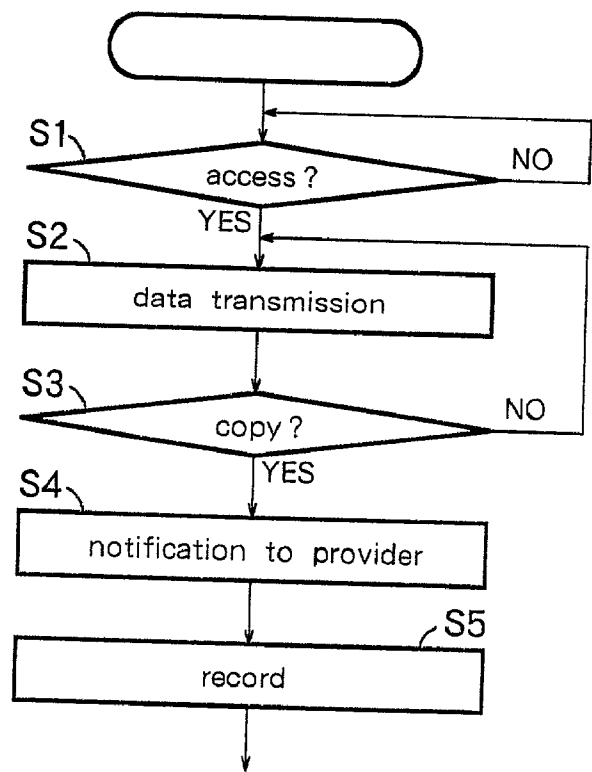 S1
access ?
NO
YES
S2
data transmission
S3
copy ?
NO
YES
S4
notification to provider
S5
record